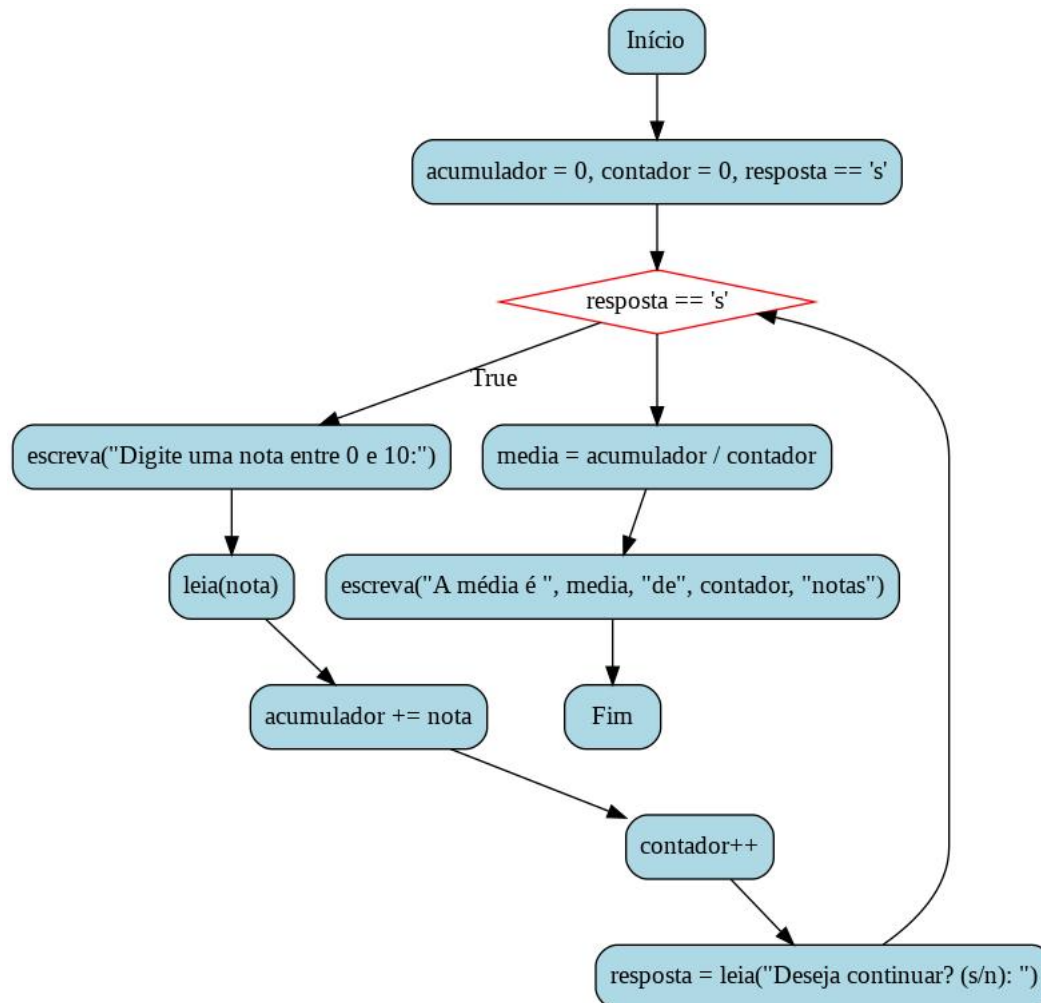 Início
acumulador = 0, contador = 0, resposta == 's'
resposta == 's'
True
escreva("Digite uma nota entre 0 e 10:")
media = acumulador / contador
leia(nota)
escreva("A média é ", media, "de", contador, "notas")
acumulador += nota
Fim
contador++
resposta = leia("Deseja continuar? (s/n): ")